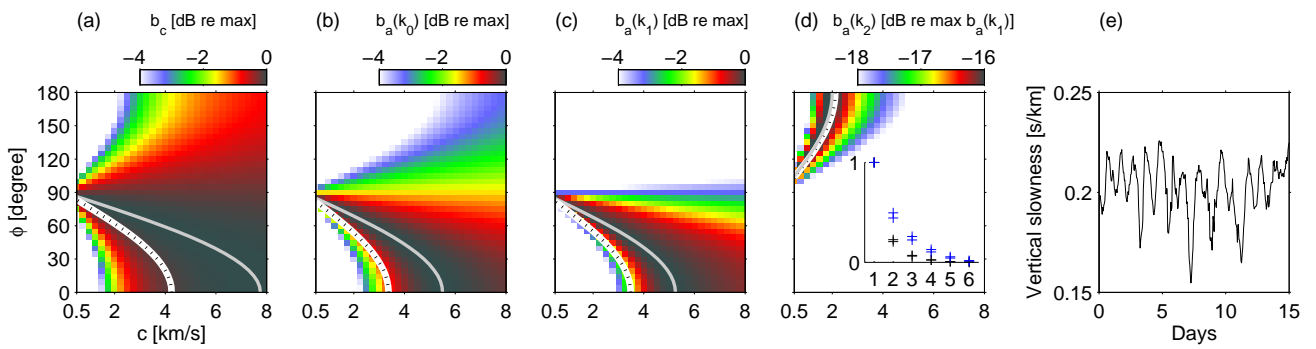 (a) b_c [dB re max]
−4 −2 0
(b) b_a(k_0) [dB re max]
−4 −2 0
(c) b_a(k_1) [dB re max]
−4 −2 0
(d) b_a(k_2) [dB re max b_a(k_1)]
−18 −17 −16
(e)
ϕ [degree]
180
150
120
90
60
30
0
0.5 2 4 6 8
c [km/s]
0.5 2 4 6 8
0.5 2 4 6 8
1
0
1 2 3 4 5 6
0.5 2 4 6 8
Vertical slowness [s/km]
0.25
0.2
0.15
0 5 10 15
Days